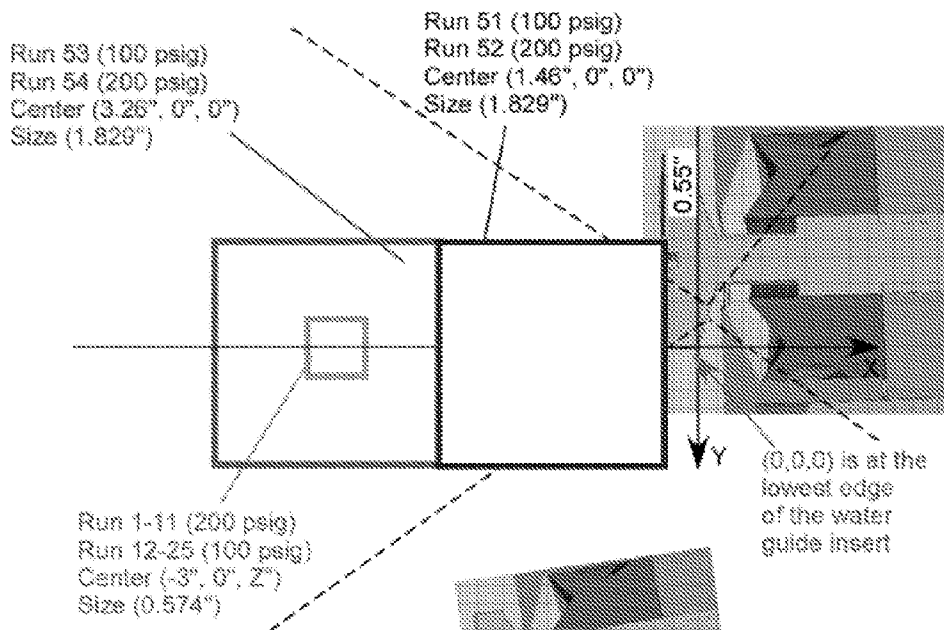 Run 53 (100 psig)
Run 54 (200 psig)
Center (3.26", 0", 0")
Size (1.829")
Run 51 (100 psig)
Run 52 (200 psig)
Center (1.46", 0", 0")
Size (1.829")
0.55"
X
Y
(0,0,0) is at the
lowest edge
of the water
guide insert
Run 1-11 (200 psig)
Run 12-25 (100 psig)
Center (-3", 0", Z")
Size (0.574")